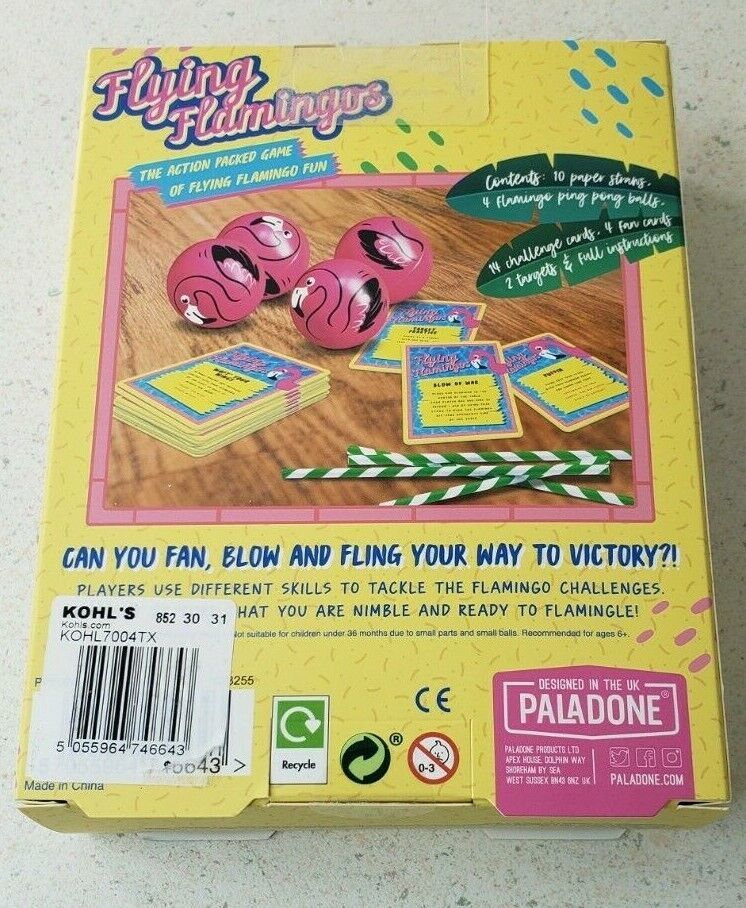 Flying
Flamingos
THE ACTION PACKED GAME
OF FLYING FLAMINGO FUN
Contents: 10 paper straws,
4 flamingo ping pong balls,
14 challenge cards, 4 fan cards
2 targets & full instructions
Flying
Flamingos
TARGET
PRACTICE
Flying
Flamingos
BLOW OF WAR
CAN YOU FAN, BLOW AND FLING YOUR WAY TO VICTORY?!
PLAYERS USE DIFFERENT SKILLS TO TACKLE THE FLAMINGO CHALLENGES.
HAT YOU ARE NIMBLE AND READY TO FLAMINGLE!
Not suitable for children under 36 months due to small parts and small balls. Recommended for ages 6+.
KOHL'S 852 30 31
Kohls.com
KOHL7004TX
5 055964 746643
P
3255
46643 >
Made in China
Recycle
®
CE
0-3
DESIGNED IN THE UK
PALADONE®
PALADONE PRODUCTS LTD
APEX HOUSE, DOLPHIN WAY
SHOREHAM BY SEA
WEST SUSSEX BN43 6NZ UK
PALADONE.COM